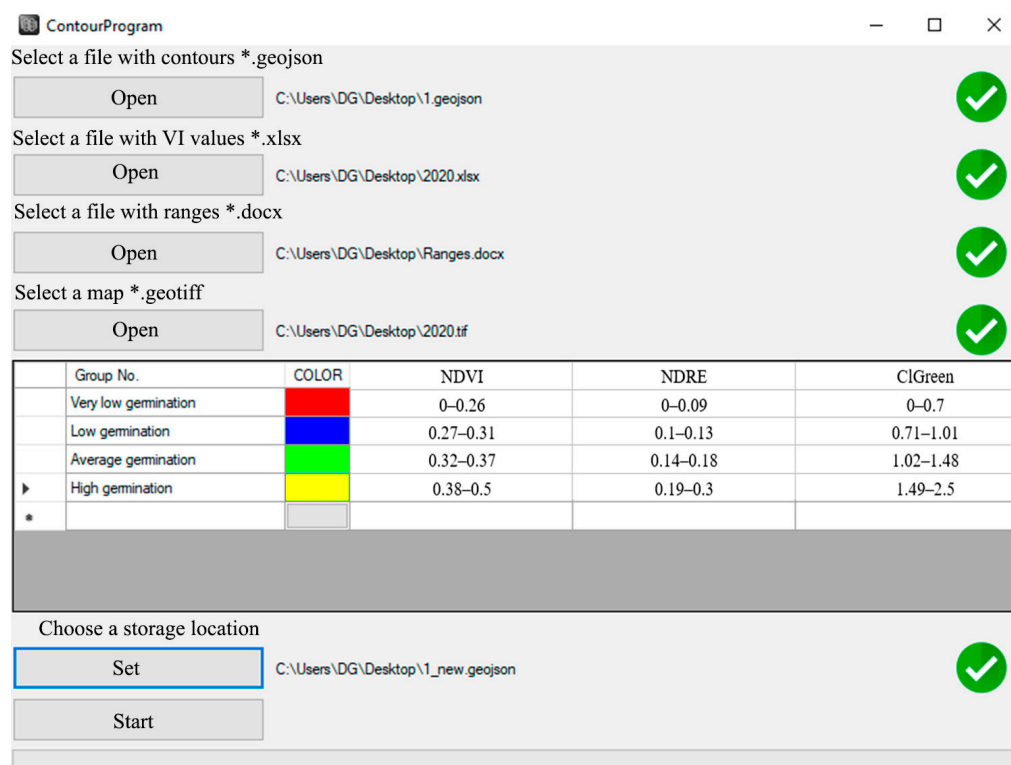 ContourProgram
Select a file with contours *.geojson
Open C:\Users\DG\Desktop\1.geojson
Select a file with VI values *.xlsx
Open C:\Users\DG\Desktop\2020.xlsx
Select a file with ranges *.docx
Open C:\Users\DG\Desktop\Ranges.docx
Select a map *.geotiff
Open C:\Users\DG\Desktop\2020.tif
Group No. COLOR NDVI NDRE ClGreen
Very low germination 0–0.26 0–0.09 0–0.7
Low germination 0.27–0.31 0.1–0.13 0.71–1.01
Average germination 0.32–0.37 0.14–0.18 1.02–1.48
High germination 0.38–0.5 0.19–0.3 1.49–2.5
Choose a storage location
Set C:\Users\DG\Desktop\1_new.geojson
Start